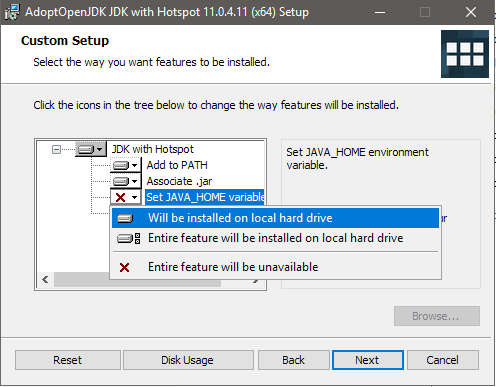 AdoptOpenJDK JDK with Hotspot 11.0.4.11 (x64) Setup
Custom Setup
Select the way you want features to be installed.
Click the icons in the tree below to change the way features will be installed.
JDK with Hotspot
Add to PATH
Associate .jar
Set JAVA_HOME variable
Set JAVA_HOME environment
variable.
Will be installed on local hard drive
Entire feature will be installed on local hard drive
Entire feature will be unavailable
Browse...
Reset
Disk Usage
Back
Next
Cancel